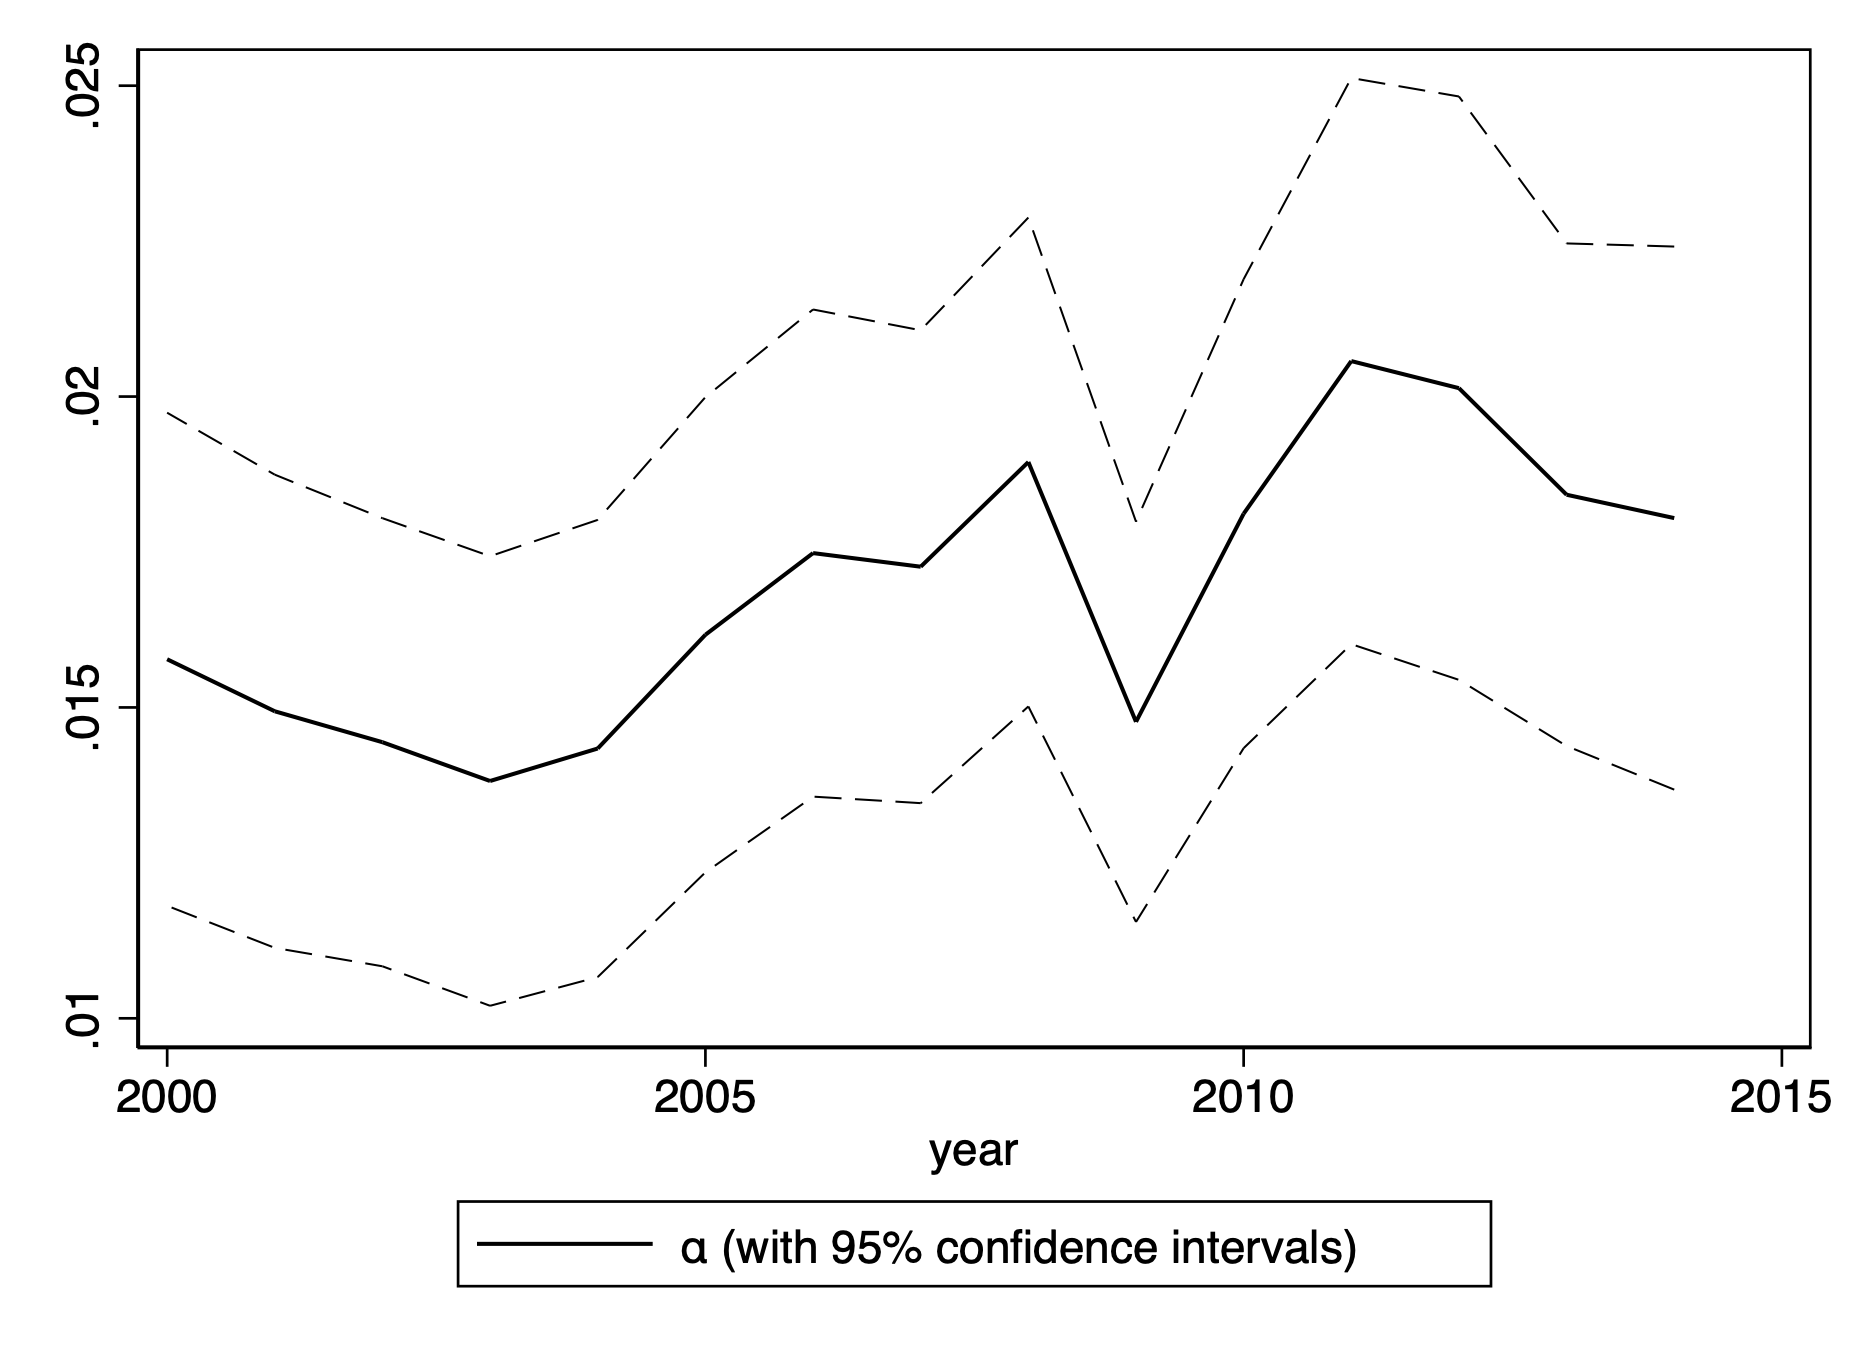 .025
.02
.015
.01
2000 2005 2010 2015
year
α (with 95% confidence intervals)